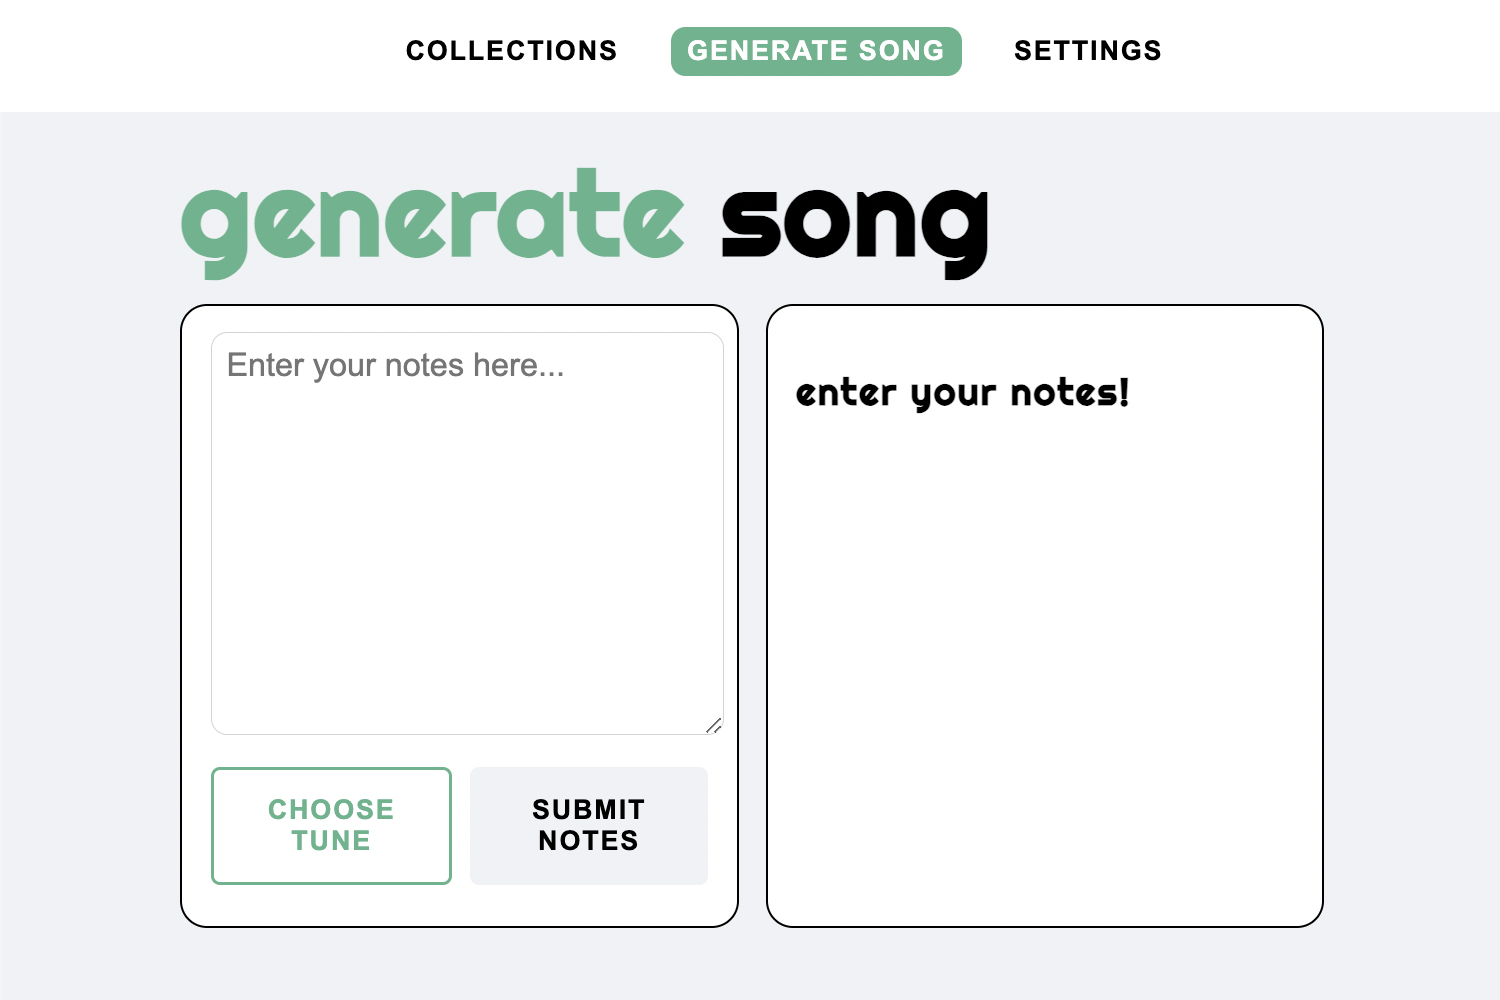 COLLECTIONS GENERATE SONG SETTINGS
generate song
Enter your notes here...
CHOOSE
TUNE
SUBMIT
NOTES
enter your notes!